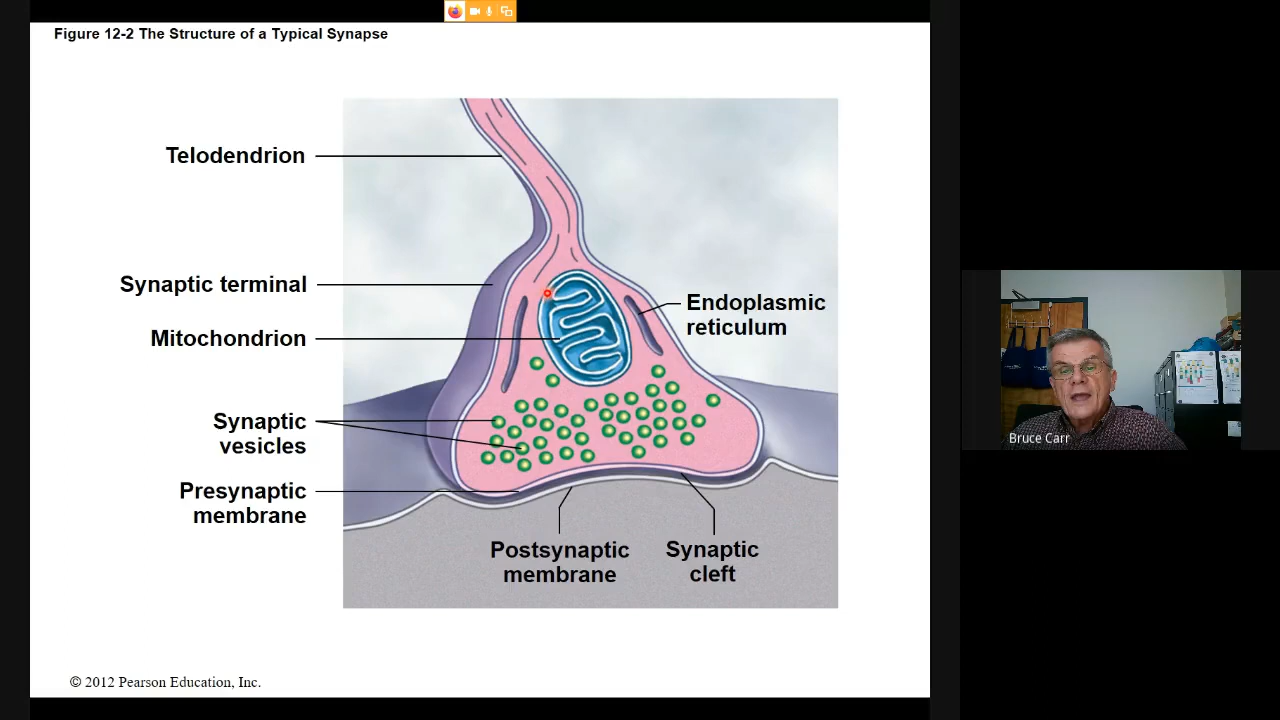 Figure 12-2 The Structure of a Typical Synapse
Telodendrion
Synaptic terminal
Mitochondrion
Synaptic
vesicles
Presynaptic
membrane
Endoplasmic
reticulum
Postsynaptic
membrane
Synaptic
cleft
© 2012 Pearson Education, Inc.
Bruce Carr